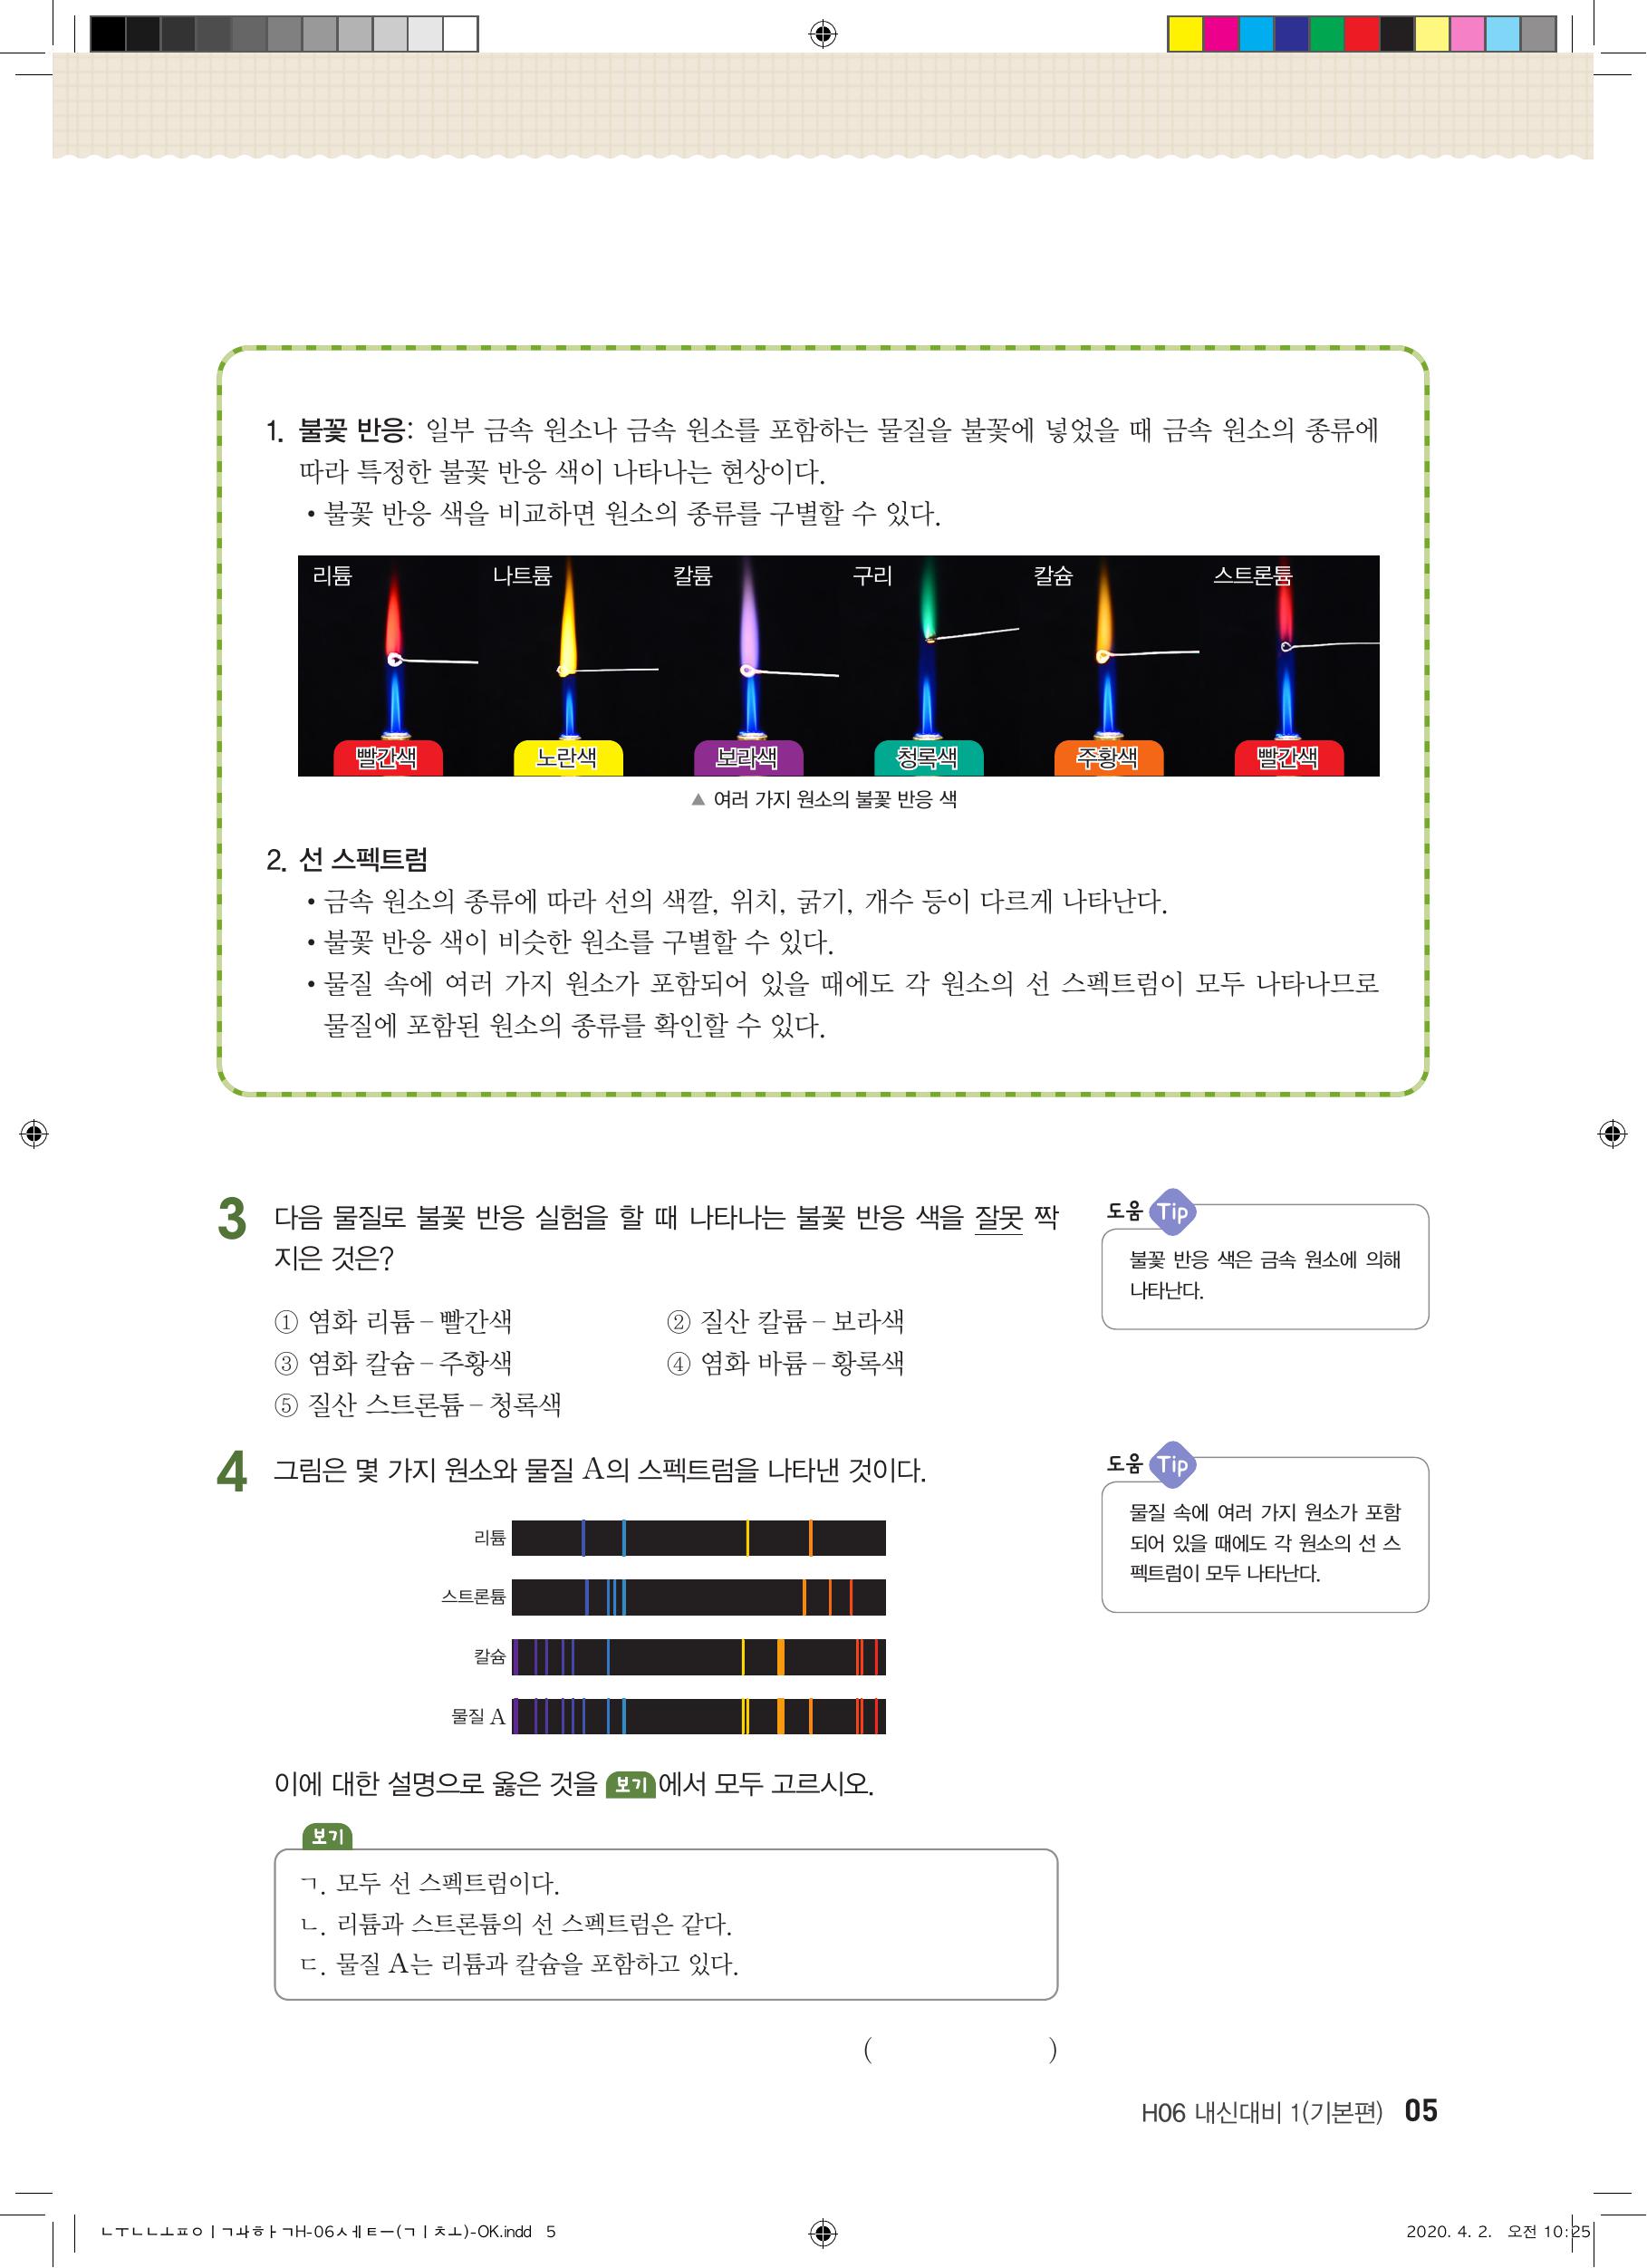 1. 불꽃 반응: 일부 금속 원소나 금속 원소를 포함하는 물질을 불꽃에 넣었을 때 금속 원소의 종류에
따라 특정한 불꽃 반응 색이 나타나는 현상이다.
• 불꽃 반응 색을 비교하면 원소의 종류를 구별할 수 있다.
리튬 나트륨 칼륨 구리 칼슘 스트론튬
빨간색 노란색 보라색 청록색 주황색 빨간색
▲ 여러 가지 원소의 불꽃 반응 색
2. 선 스펙트럼
• 금속 원소의 종류에 따라 선의 색깔, 위치, 굵기, 개수 등이 다르게 나타난다.
• 불꽃 반응 색이 비슷한 원소를 구별할 수 있다.
• 물질 속에 여러 가지 원소가 포함되어 있을 때에도 각 원소의 선 스펙트럼이 모두 나타나므로
물질에 포함된 원소의 종류를 확인할 수 있다.
3 다음 물질로 불꽃 반응 실험을 할 때 나타나는 불꽃 반응 색을 잘못 짝
지은 것은?
① 염화 리튬 – 빨간색 ② 질산 칼륨 – 보라색
③ 염화 칼슘 – 주황색 ④ 염화 바륨 – 황록색
⑤ 질산 스트론튬 – 청록색
도움 Tip
불꽃 반응 색은 금속 원소에 의해
나타난다.
4 그림은 몇 가지 원소와 물질 A의 스펙트럼을 나타낸 것이다.
리튬
스트론튬
칼슘
물질 A
도움 Tip
물질 속에 여러 가지 원소가 포함
되어 있을 때에도 각 원소의 선 스
펙트럼이 모두 나타난다.
이에 대한 설명으로 옳은 것을 보기 에서 모두 고르시오.
보기
ㄱ. 모두 선 스펙트럼이다.
ㄴ. 리튬과 스트론튬의 선 스펙트럼은 같다.
ㄷ. 물질 A는 리튬과 칼슘을 포함하고 있다.
( )
H06 내신대비 1(기본편) 05
ㄴㅜㄴㄴㅗㅍㅇㅣㄱㅘㅎㅏㄱH-06ㅅㅔㅌㅡ(ㄱㅣㅊㅗ)-OK.indd 5
2020. 4. 2. 오전 10:25